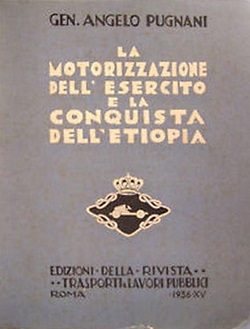 GEN. ANGELO PUGNANI
LA
MOTORIZZAZIONE
DELL'ESERCITO
E LA
CONQUISTA
DELL'ETIOPIA
EDIZIONI·DELLA·RIVISTA··
··TRASPORTI & LAVORI PUBBLICI
ROMA 1936·XV